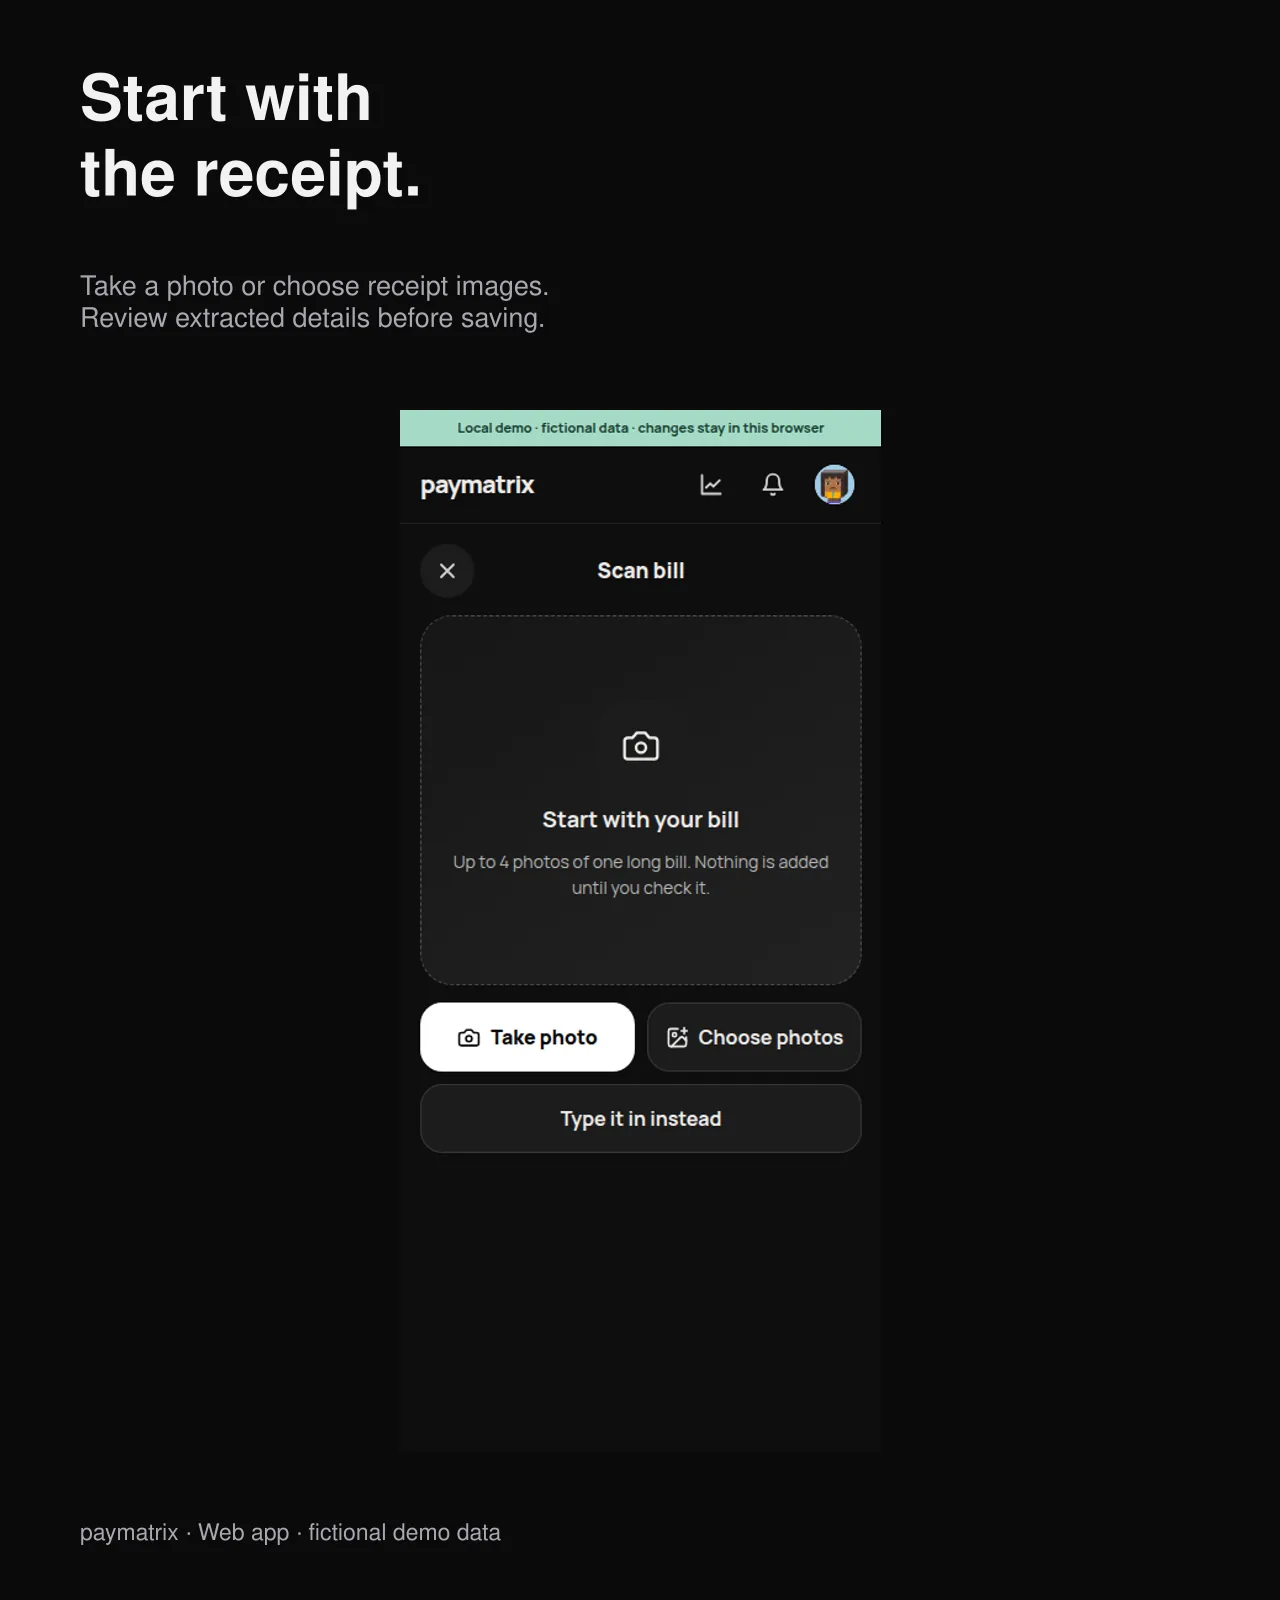 Start with
the receipt.
Take a photo or choose receipt images.
Review extracted details before saving.
Local demo · fictional data · changes stay in this browser
paymatrix
Scan bill
Start with your bill
Up to 4 photos of one long bill. Nothing is added
until you check it.
Take photo
Choose photos
Type it in instead
paymatrix · Web app · fictional demo data